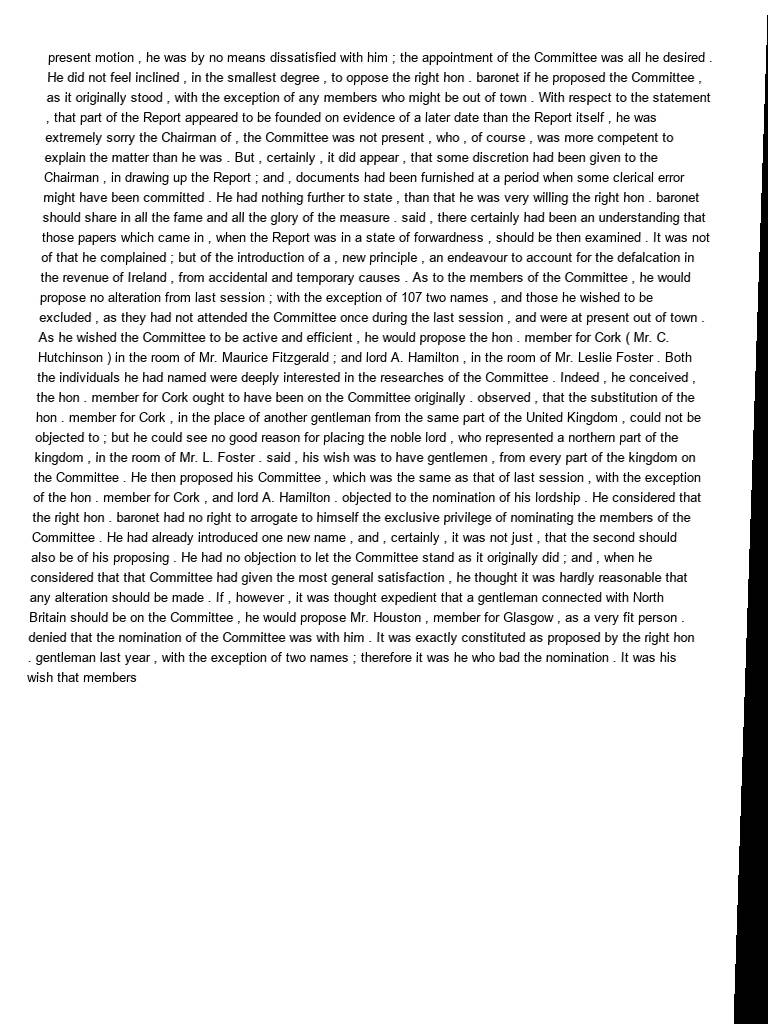 present motion , he was by no means dissatisfied with him ; the appointment of the Committee was all he desired .
He did not feel inclined , in the smallest degree , to oppose the right hon . baronet if he proposed the Committee ,
as it originally stood , with the exception of any members who might be out of town . With respect to the statement
, that part of the Report appeared to be founded on evidence of a later date than the Report itself , he was
extremely sorry the Chairman of , the Committee was not present , who , of course , was more competent to
explain the matter than he was . But , certainly , it did appear , that some discretion had been given to the
Chairman , in drawing up the Report ; and , documents had been furnished at a period when some clerical error
might have been committed . He had nothing further to state , than that he was very willing the right hon . baronet
should share in all the fame and all the glory of the measure . said , there certainly had been an understanding that
those papers which came in , when the Report was in a state of forwardness , should be then examined . It was not
of that he complained ; but of the introduction of a , new principle , an endeavour to account for the defalcation in
the revenue of Ireland , from accidental and temporary causes . As to the members of the Committee , he would
propose no alteration from last session ; with the exception of 107 two names , and those he wished to be
excluded , as they had not attended the Committee once during the last session , and were at present out of town .
As he wished the Committee to be active and efficient , he would propose the hon . member for Cork ( Mr. C.
Hutchinson ) in the room of Mr. Maurice Fitzgerald ; and lord A. Hamilton , in the room of Mr. Leslie Foster . Both
the individuals he had named were deeply interested in the researches of the Committee . Indeed , he conceived ,
the hon . member for Cork ought to have been on the Committee originally . observed , that the substitution of the
hon . member for Cork , in the place of another gentleman from the same part of the United Kingdom , could not be
objected to ; but he could see no good reason for placing the noble lord , who represented a northern part of the
kingdom , in the room of Mr. L. Foster . said , his wish was to have gentlemen , from every part of the kingdom on
the Committee . He then proposed his Committee , which was the same as that of last session , with the exception
of the hon . member for Cork , and lord A. Hamilton . objected to the nomination of his lordship . He considered that
the right hon . baronet had no right to arrogate to himself the exclusive privilege of nominating the members of the
Committee . He had already introduced one new name , and , certainly , it was not just , that the second should
also be of his proposing . He had no objection to let the Committee stand as it originally did ; and , when he
considered that that Committee had given the most general satisfaction , he thought it was hardly reasonable that
any alteration should be made . If , however , it was thought expedient that a gentleman connected with North
Britain should be on the Committee , he would propose Mr. Houston , member for Glasgow , as a very fit person .
denied that the nomination of the Committee was with him . It was exactly constituted as proposed by the right hon
. gentleman last year , with the exception of two names ; therefore it was he who bad the nomination . It was his
wish that members